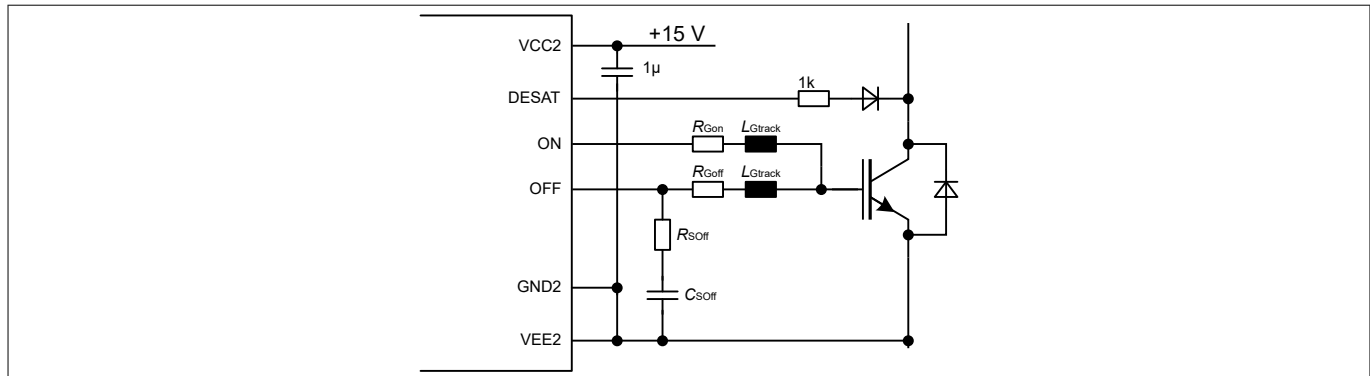 VCC2
+15 V
1µ
DESAT
1k
ON
RGon
LGtrack
OFF
RGoff
LGtrack
RSOff
GND2
CSOff
VEE2